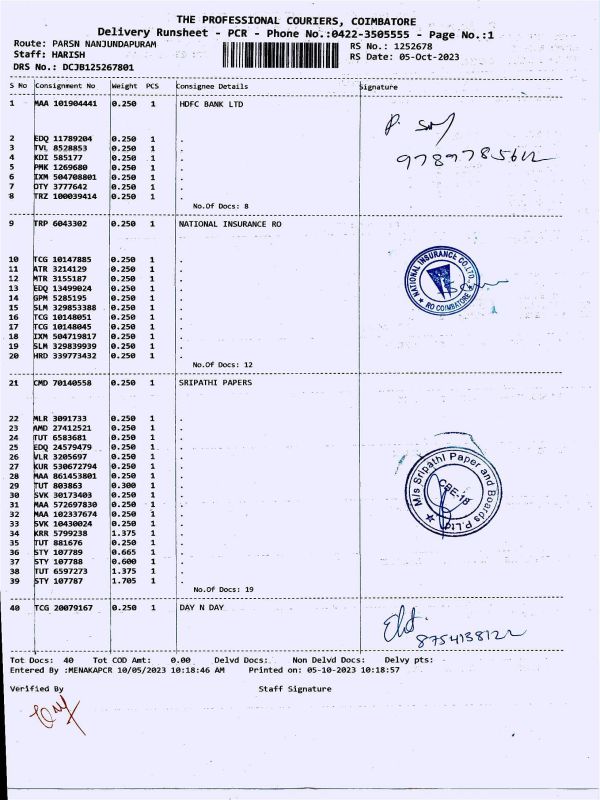 THE PROFESSIONAL COURIERS, COIMBATORE
Delivery Runsheet - PCR - Phone No.:0422-3505555 - Page No.:1
Route: PARSN NANJUNDAPURAM
RS No.: 1252678
Staff: HARISH
RS Date: 05-Oct-2023
DRS No.: DCJB125267801
S No Consignment No Weight PCS Consignee Details Signature
1 MAA 101904441 0.250 1 HDFC BANK LTD
2 EDQ 11789204 0.250 1 .
3 TVL 8528853 0.250 1 .
4 KDI 585177 0.250 1 .
5 PMK 1269680 0.250 1 .
6 IXM 504708801 0.250 1 .
7 OTY 3777642 0.250 1 .
8 TRZ 100039414 0.250 1 .
9789785612
No.Of Docs: 8
9 TRP 6043302 0.250 1 NATIONAL INSURANCE RO
10 TCG 10147885 0.250 1 .
11 ATR 3214129 0.250 1 .
12 MTR 3155187 0.250 1 .
13 EDQ 13499024 0.250 1 .
14 GPM 5285195 0.250 1 .
15 SLM 329853388 0.250 1 .
16 TCG 10148051 0.250 1 .
17 TCG 10148045 0.250 1 .
18 IXM 504719817 0.250 1 .
19 SLM 329839939 0.250 1 .
20 HRD 339773432 0.250 1 .
NATIONAL INSURANCE CO.LTD.
RO COIMBATORE
No.Of Docs: 12
21 CMD 70140558 0.250 1 SRIPATHI PAPERS
22 MLR 3091733 0.250 1 .
23 AMD 27412521 0.250 1 .
24 TUT 6583681 0.250 1 .
25 EDQ 24579479 0.250 1 .
26 VLR 3205697 0.250 1 .
27 KUR 530672794 0.250 1 .
28 MAA 861453801 0.250 1 .
29 TUT 803863 0.300 1 .
30 SVK 30173403 0.250 1 .
31 MAA 572697830 0.250 1 .
32 MAA 102337674 0.250 1 .
33 SVK 10430024 0.250 1 .
34 KRR 5799238 1.375 1 .
35 TUT 881676 0.250 1 .
36 STY 107789 0.665 1 .
37 STY 107788 0.600 1 .
38 TUT 6597273 1.375 1 .
39 STY 107787 1.705 1 .
M/s Sripathi Paper and Boards P.Ltd
CBE-18
No.Of Docs: 19
40 TCG 20079167 0.250 1 DAY N DAY
8754138122
Tot Docs: 40 Tot COD Amt: 0.00 Delvd Docs: Non Delvd Docs: Delvy pts:
Entered By :MENAKAPCR 10/05/2023 10:18:46 AM Printed on: 05-10-2023 10:18:57
Verified By Staff Signature